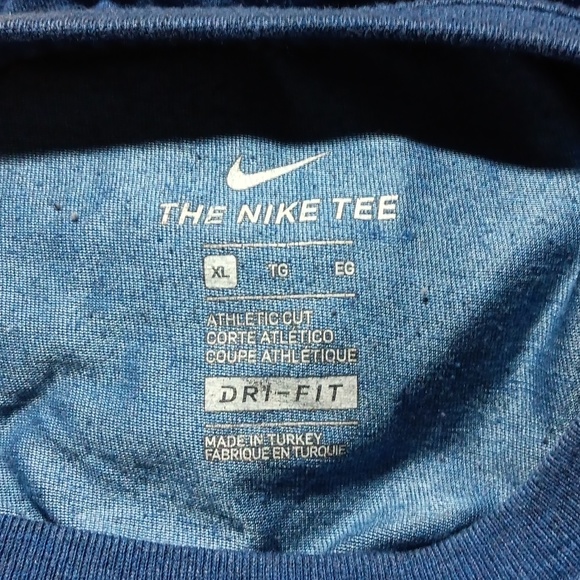 THE NIKE TEE
XL TG EG
ATHLETIC CUT
CORTE ATLÉTICO
COUPE ATHLÉTIQUE
DRI-FIT
MADE IN TURKEY
FABRIQUE EN TURQUIE